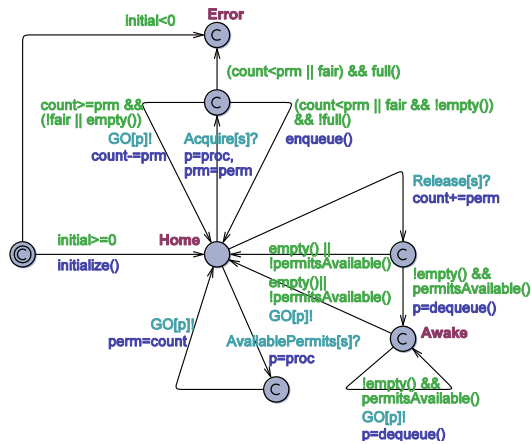 Error
initial<0
C
(count<prm || fair) && full()
C
count>=prm &&
(!fair || empty())
GO[p]!
count-=prm
Acquire[s]?
p=proc,
prm=perm
(count<prm || fair && !empty())
&& !full()
enqueue()
Release[s]?
count+=perm
Home
initial>=0
initialize()
C
empty() ||
!permitsAvailable()
C
empty()||
!permitsAvailable()
GO[p]!
!empty() &&
permitsAvailable()
p=dequeue()
GO[p]!
perm=count
AvailablePermits[s]?
p=proc
Awake
C
C
!empty() &&
permitsAvailable()
GO[p]!
p=dequeue()